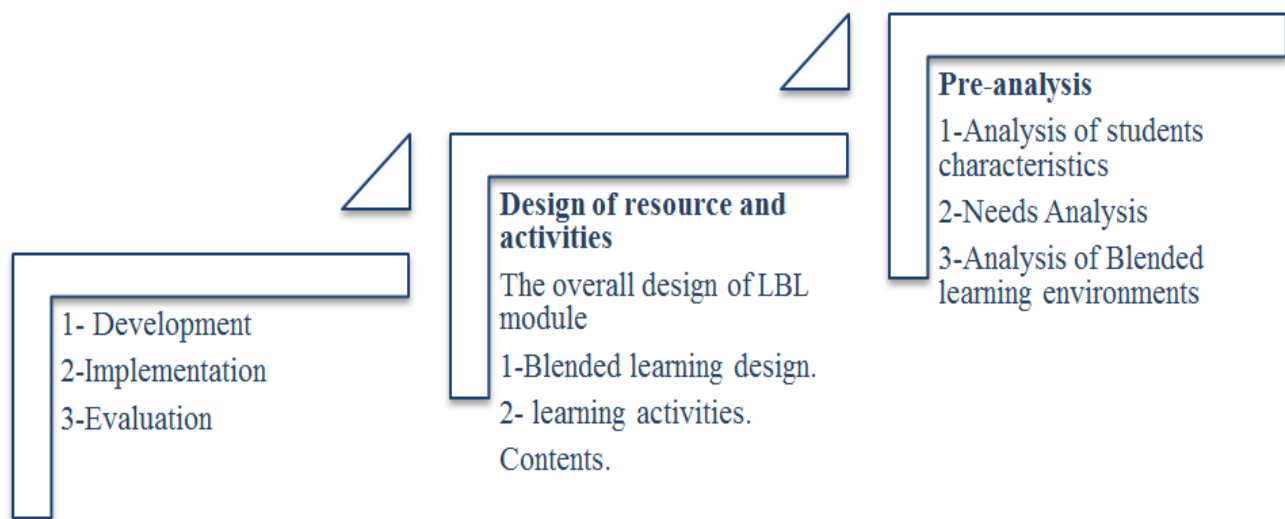 Pre-analysis
1-Analysis of students
characteristics
2-Needs Analysis
3-Analysis of Blended
learning environments
Design of resource and
activities
The overall design of LBL
module
1-Blended learning design.
2- learning activities.
Contents.
1- Development
2-Implementation
3-Evaluation